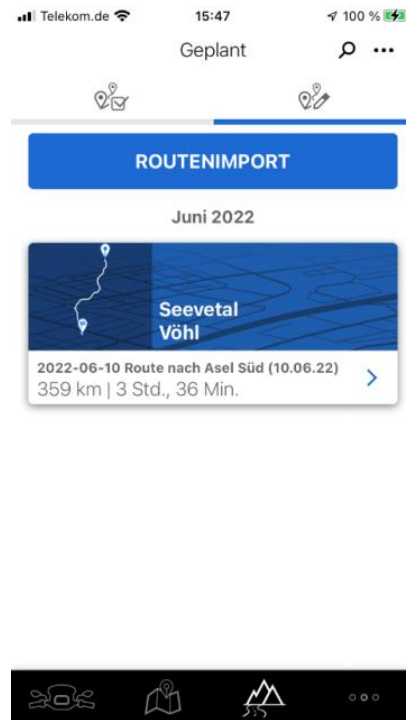 Telekom.de 15:47 100 %
Geplant
ROUTENIMPORT
Juni 2022
Seevetal
Vöhl
2022-06-10 Route nach Asel Süd (10.06.22)
359 km | 3 Std., 36 Min.